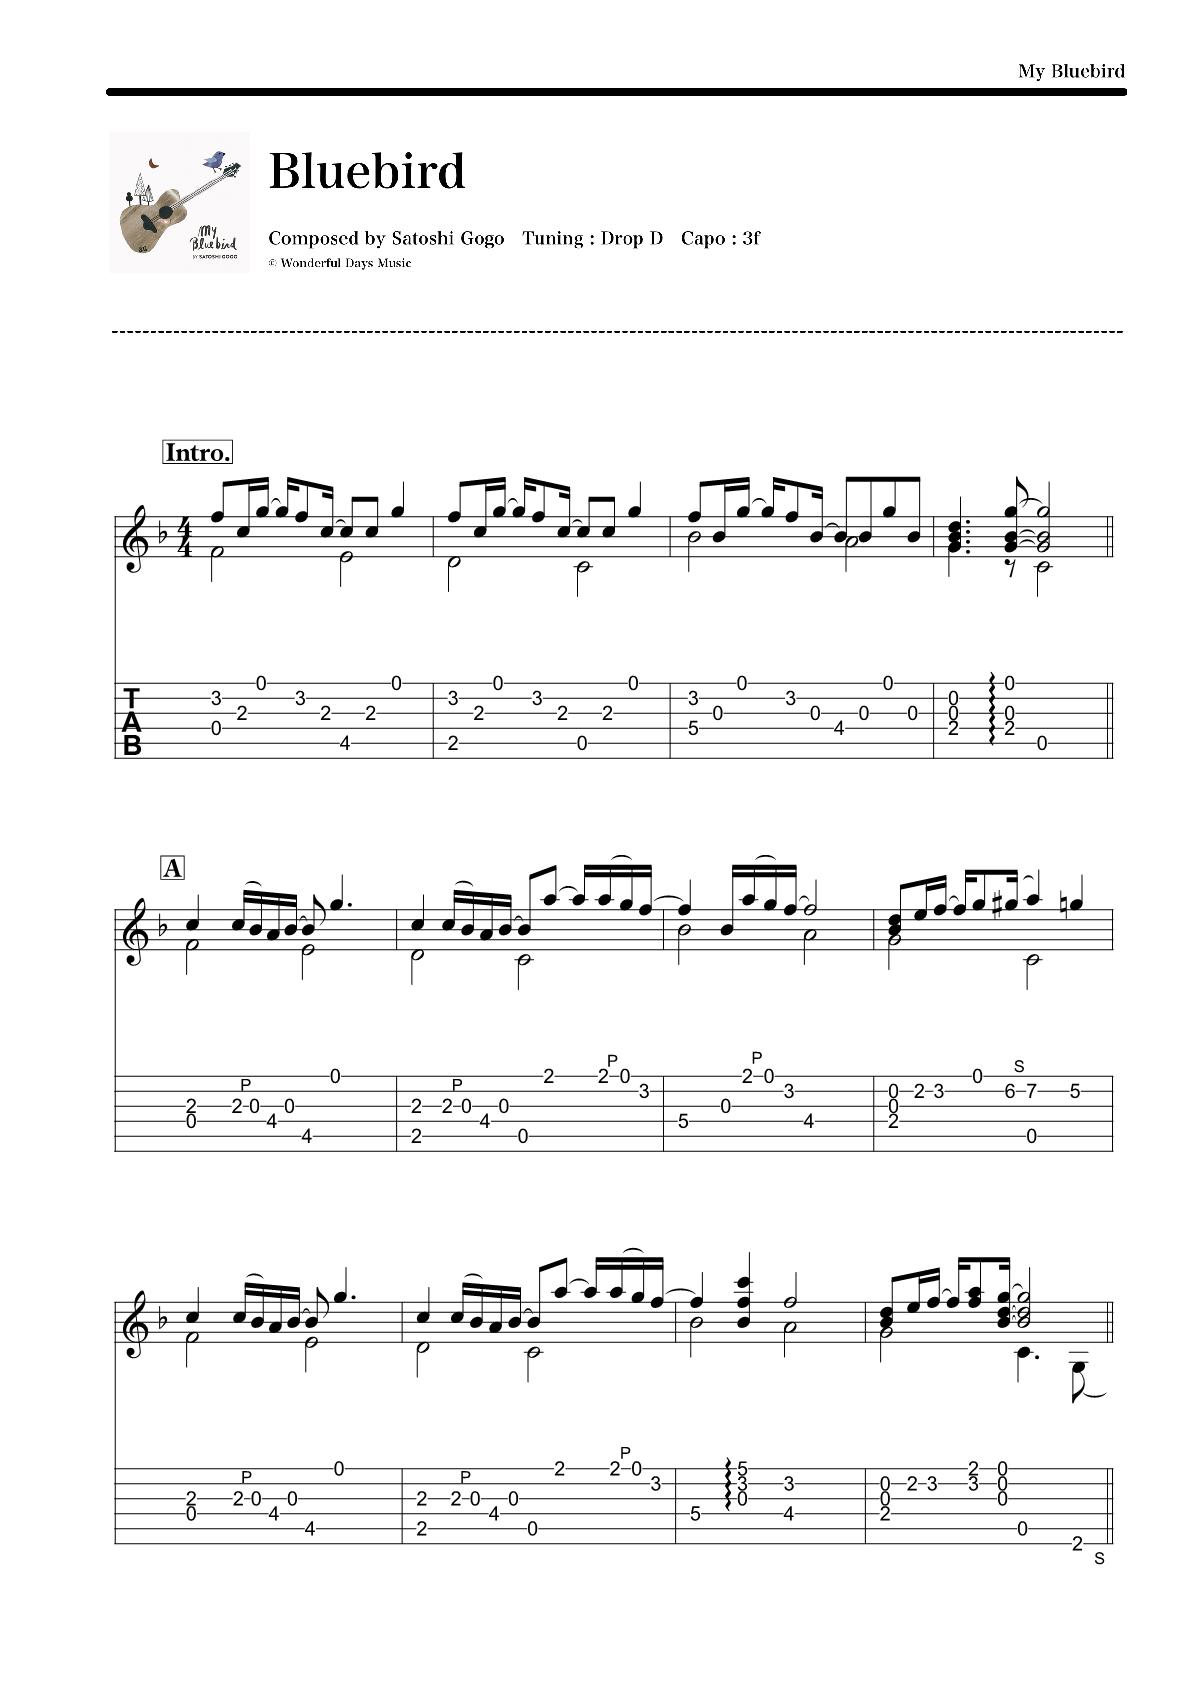 My Bluebird
Bluebird
Composed by Satoshi Gogo Tuning : Drop D Capo : 3f
© Wonderful Days Music
My
Bluebird
BY SATOSHI GOGO
Intro.
4
4
T
A
B
3 0 2 0 0 3 2 4 2 0
3 2 2 0 3 2 0 2 0
3 5 0 0 3 0 4 0 0 0
0 0 2 0 0 2 0
A
P
2 0 2 0 4 0 4 0
P P
2 2 2 0 4 0 0 2 2 0 3
P
5 0 2 0 3 4
S
0 0 2 2 3 0 6 7 0 5
P
2 0 2 0 4 0 4 0
P P
2 2 2 0 4 0 0 2 2 0 3
5 5 3 0 3 4
0 0 2 2 3 2 3 0 0 0 0 2
S